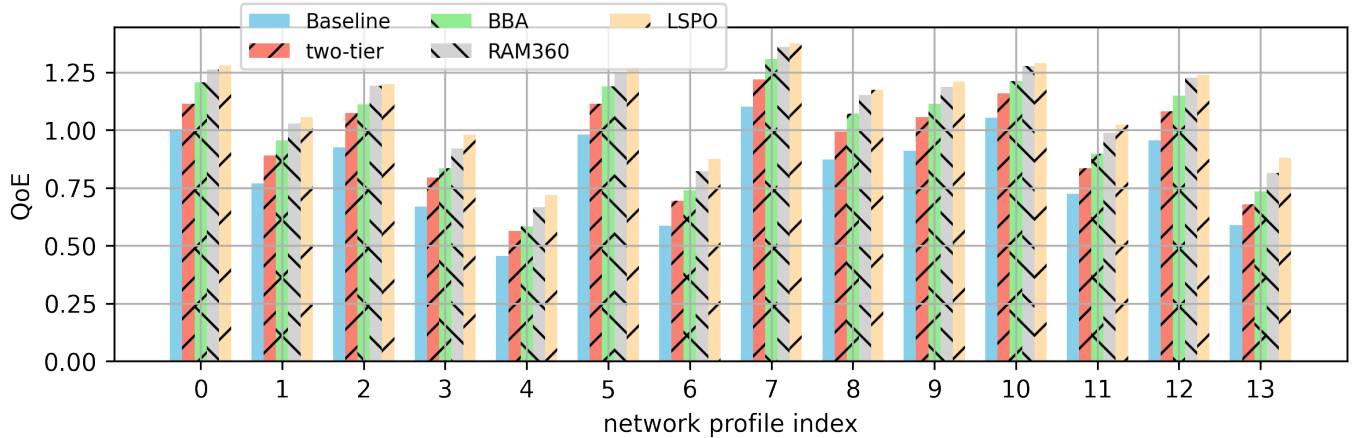 Baseline BBA LSPO
two-tier RAM360
1.25
1.00
0.75
0.50
0.25
0.00
QoE
0 1 2 3 4 5 6 7 8 9 10 11 12 13
network profile index